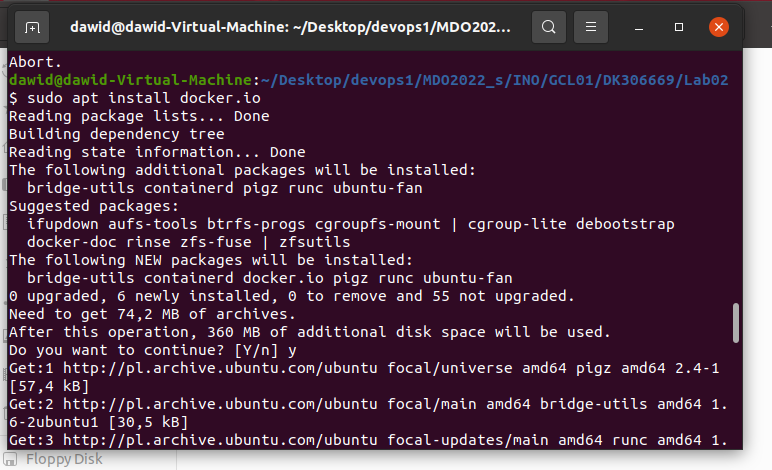 dawid@dawid-Virtual-Machine: ~/Desktop/devops1/MDO202...
Abort.
dawid@dawid-Virtual-Machine:~/Desktop/devops1/MDO2022_s/INO/GCL01/DK306669/Lab02
$ sudo apt install docker.io
Reading package lists... Done
Building dependency tree
Reading state information... Done
The following additional packages will be installed:
  bridge-utils containerd pigz runc ubuntu-fan
Suggested packages:
  ifupdown aufs-tools btrfs-progs cgroupfs-mount | cgroup-lite debootstrap
  docker-doc rinse zfs-fuse | zfsutils
The following NEW packages will be installed:
  bridge-utils containerd docker.io pigz runc ubuntu-fan
0 upgraded, 6 newly installed, 0 to remove and 55 not upgraded.
Need to get 74,2 MB of archives.
After this operation, 360 MB of additional disk space will be used.
Do you want to continue? [Y/n] y
Get:1 http://pl.archive.ubuntu.com/ubuntu focal/universe amd64 pigz amd64 2.4-1
[57,4 kB]
Get:2 http://pl.archive.ubuntu.com/ubuntu focal/main amd64 bridge-utils amd64 1.
6-2ubuntu1 [30,5 kB]
Get:3 http://pl.archive.ubuntu.com/ubuntu focal-updates/main amd64 runc amd64 1.
Floppy Disk